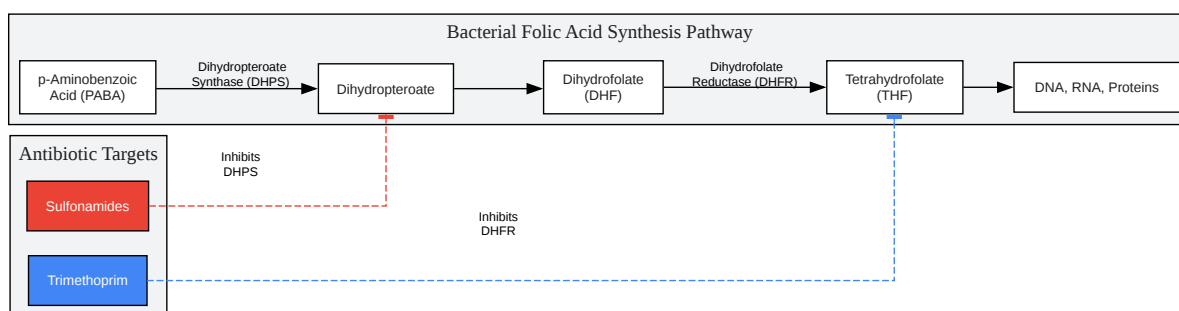 Bacterial Folic Acid Synthesis Pathway
p-Aminobenzoic
Acid (PABA)
Dihydropteroate
Synthase (DHPS)
Dihydropteroate
Dihydrofolate
(DHF)
Dihydrofolate
Reductase (DHFR)
Tetrahydrofolate
(THF)
DNA, RNA, Proteins
Antibiotic Targets
Sulfonamides
Inhibits
DHPS
Trimethoprim
Inhibits
DHFR